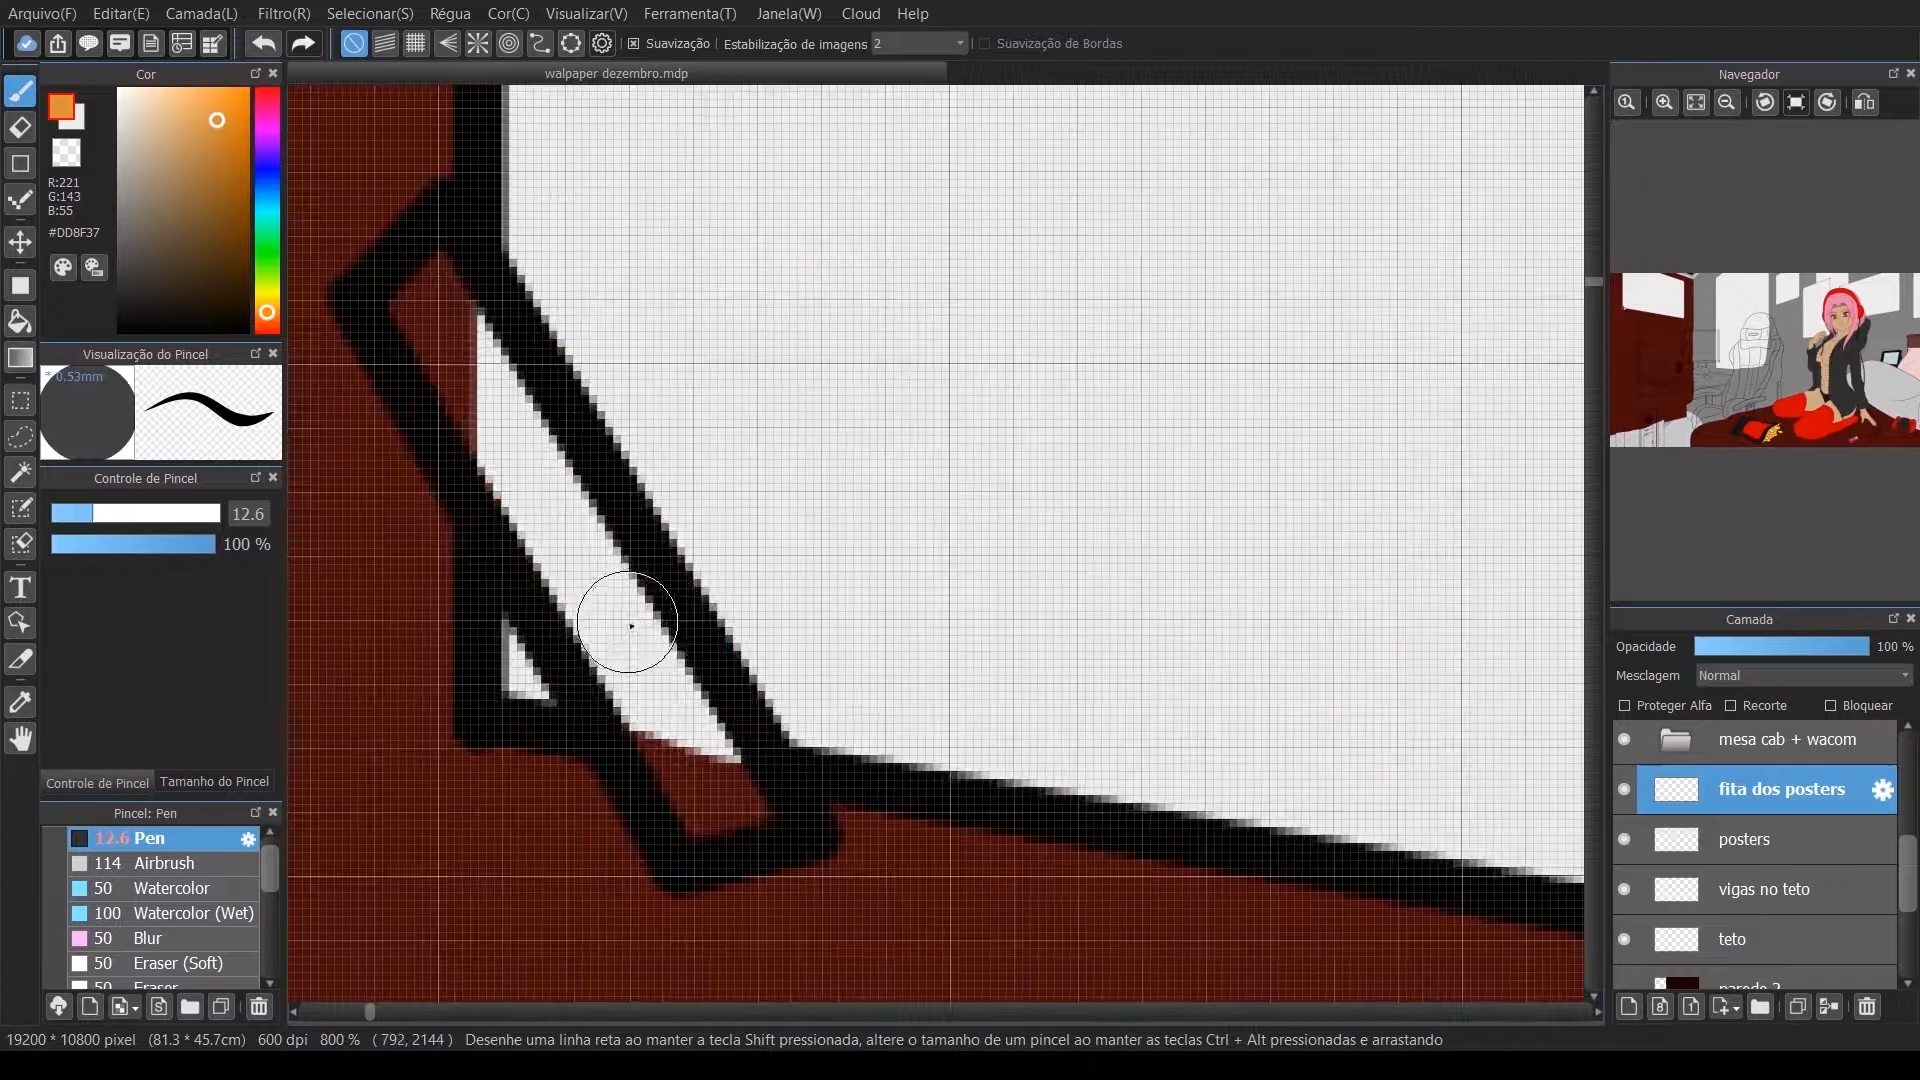 Arquivo(F) Editar(E) Camada(L) Filtro(R) Selecionar(S) Régua Cor(C) Visualizar(V) Ferramenta(T) Janela(W) Cloud Help
Suavização Estabilização de imagens 2 Suavização de Bordas
Cor
walpaper dezembro.mdp
Navegador
R:221
G:143
B:55
#DD8F37
Visualização do Pincel
* 0.53mm
Controle de Pincel
12.6
100 %
Controle de Pincel Tamanho do Pincel
Pincel: Pen
12.6 Pen
114 Airbrush
50 Watercolor
100 Watercolor (Wet)
50 Blur
50 Eraser (Soft)
50 Eraser
Camada
Opacidade 100 %
Mesclagem Normal
Proteger Alfa Recorte Bloquear
mesa cab + wacom
fita dos posters
posters
vigas no teto
teto
parede 2
19200 * 10800 pixel (81.3 * 45.7cm) 600 dpi 800 % ( 792, 2144 ) Desenhe uma linha reta ao manter a tecla Shift pressionada, altere o tamanho de um pincel ao manter as teclas Ctrl + Alt pressionadas e arrastando